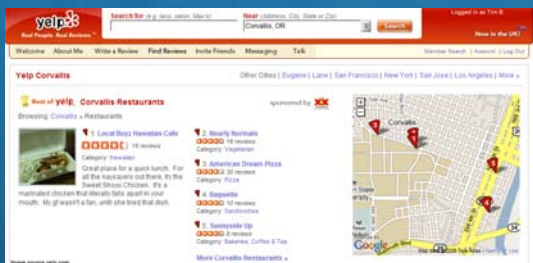 yelp
Real People. Real Reviews.
Search for (e.g. taco, salon, Max's)
Near (Address, City, State or Zip)
Corvallis, OR
Search
Logged in as Tim B.
Now in the UK!
Welcome About Me Write a Review Find Reviews Invite Friends Messaging Talk
Member Search | Account | Log Out
Yelp Corvallis
Other Cities | Eugene | Lane | San Francisco | New York | San Jose | Los Angeles | More »
Best of yelp Corvallis Restaurants
sponsored by XX
Browsing: Corvallis » Restaurants
1. Local Boyz Hawaiian Cafe
18 reviews
Category: Hawaiian
Great place for a quick lunch. For all the naysayers out there, try the Sweet Shoyu Chicken. It's a marinated chicken that literally falls apart in your mouth. My gf wasn't a fan, until she tried that dish.
2. Nearly Normals
16 reviews
Category: Vegetarian
3. American Dream Pizza
30 reviews
Category: Pizza
4. Baguette
10 reviews
Category: Sandwiches
5. Sunnyside Up
8 reviews
Category: Bakeries, Coffee & Tea
More Corvallis Restaurants »
Corvallis
State
Google